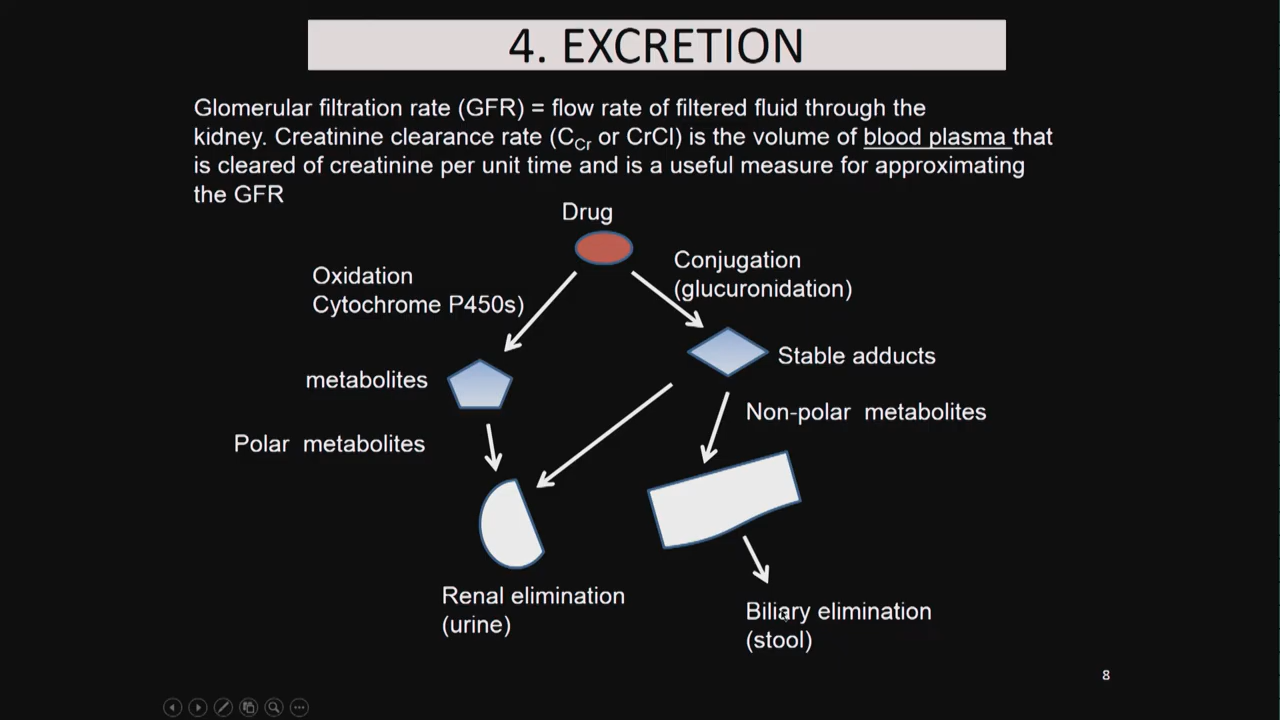 4. EXCRETION
Glomerular filtration rate (GFR) = flow rate of filtered fluid through the
kidney. Creatinine clearance rate (CCr or CrCl) is the volume of blood plasma that
is cleared of creatinine per unit time and is a useful measure for approximating
the GFR
Drug
Oxidation
Cytochrome P450s)
Conjugation
(glucuronidation)
Stable adducts
metabolites
Non-polar metabolites
Polar metabolites
Renal elimination
(urine)
Biliary elimination
(stool)
8